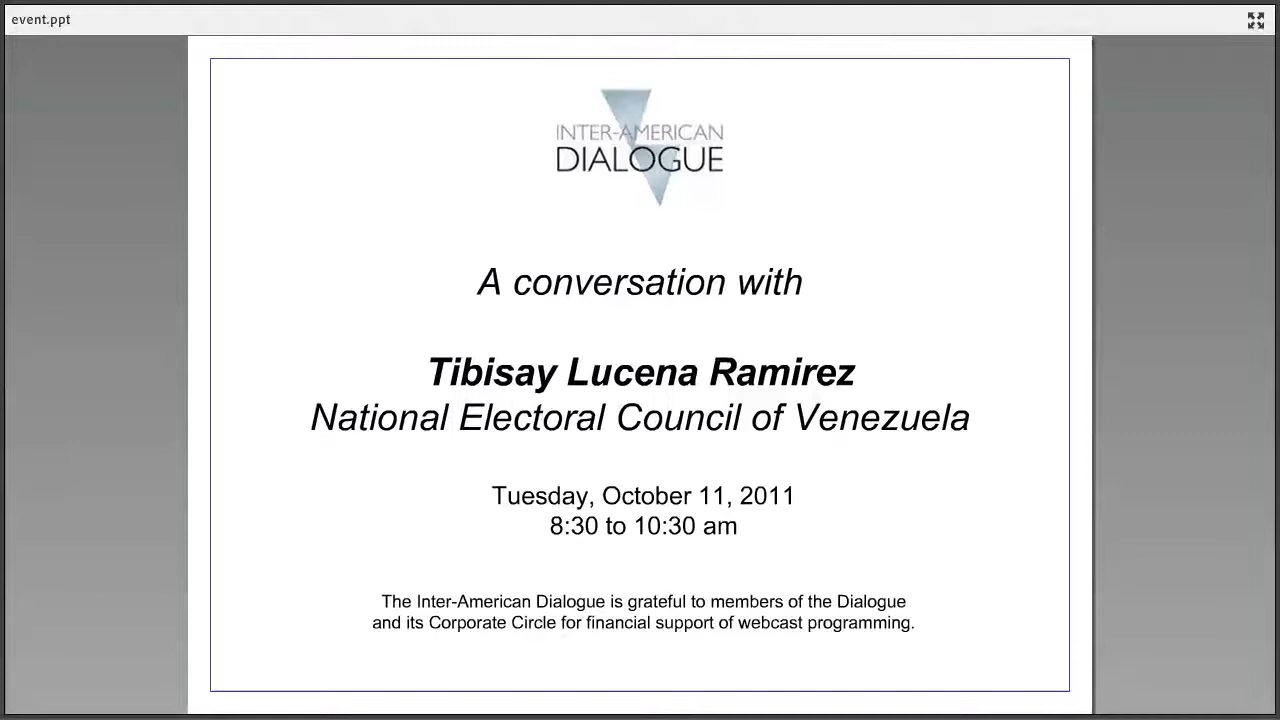 event.ppt
INTER-AMERICAN
DIALOGUE
A conversation with
Tibisay Lucena Ramirez
National Electoral Council of Venezuela
Tuesday, October 11, 2011
8:30 to 10:30 am
The Inter-American Dialogue is grateful to members of the Dialogue
and its Corporate Circle for financial support of webcast programming.